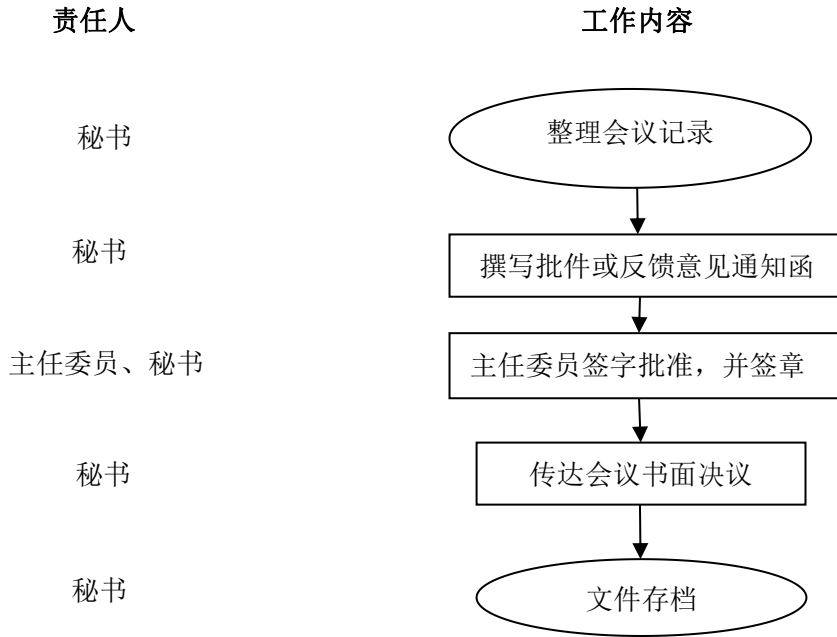 责任人 工作内容
秘书 整理会议记录
秘书 撰写批件或反馈意见通知函
主任委员、秘书 主任委员签字批准，并签章
秘书 传达会议书面决议
秘书 文件存档